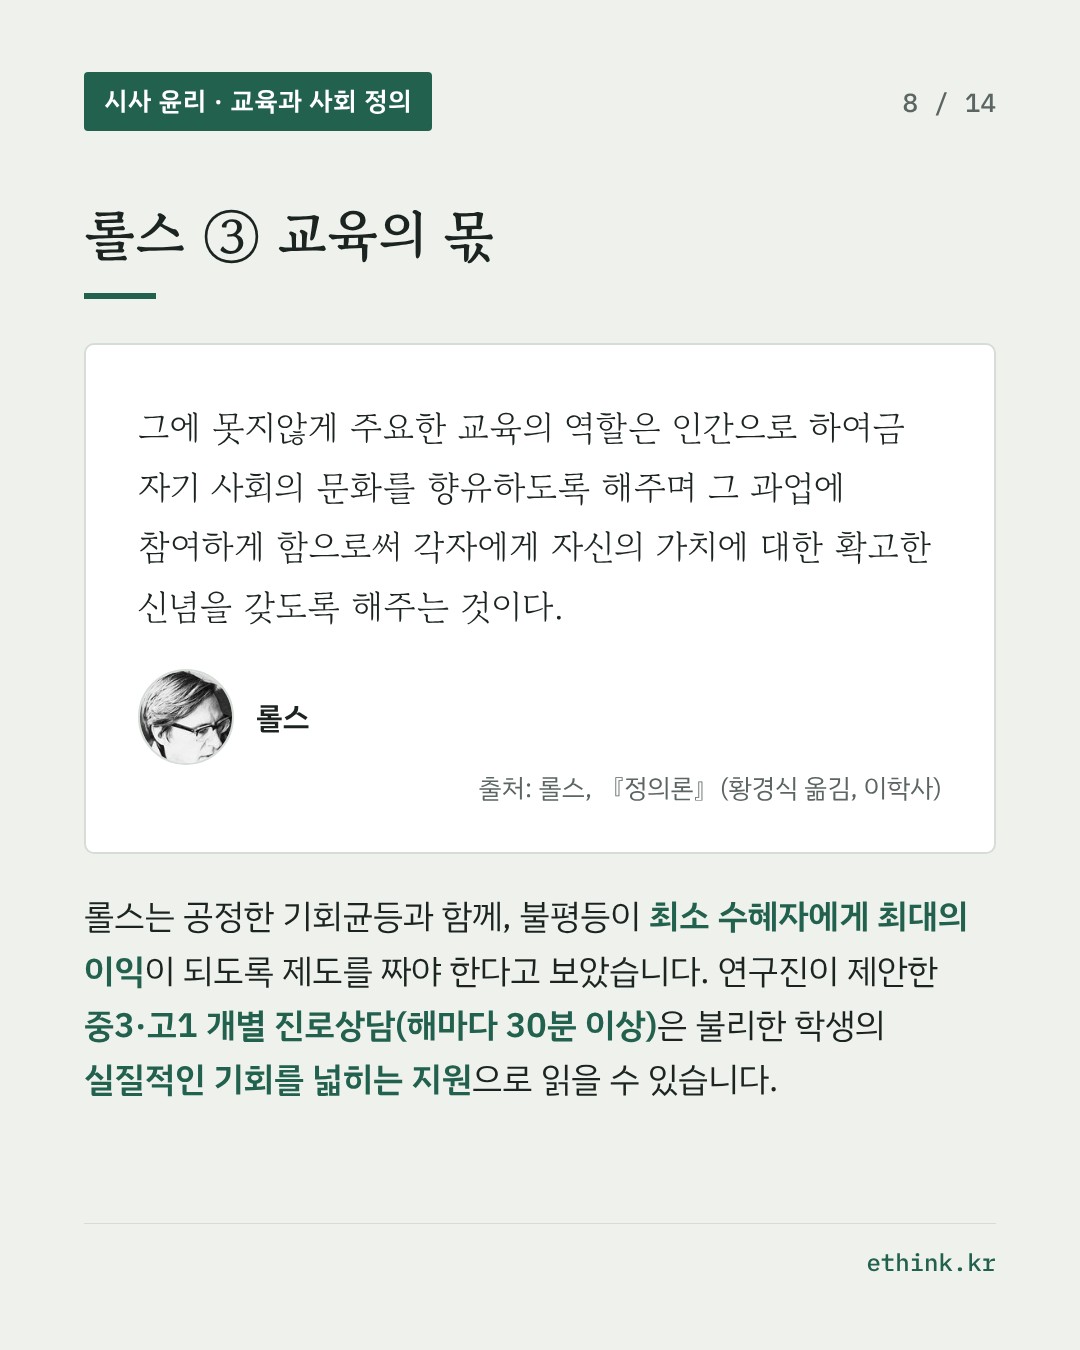 시사 윤리 · 교육과 사회 정의
8 / 14
롤스 ③ 교육의 몫
그에 못지않게 주요한 교육의 역할은 인간으로 하여금
자기 사회의 문화를 향유하도록 해주며 그 과업에
참여하게 함으로써 각자에게 자신의 가치에 대한 확고한
신념을 갖도록 해주는 것이다.
롤스
출처: 롤스, 『정의론』 (황경식 옮김, 이학사)
롤스는 공정한 기회균등과 함께, 불평등이 최소 수혜자에게 최대의
이익이 되도록 제도를 짜야 한다고 보았습니다. 연구진이 제안한
중3·고1 개별 진로상담(해마다 30분 이상)은 불리한 학생의
실질적인 기회를 넓히는 지원으로 읽을 수 있습니다.
ethink.kr